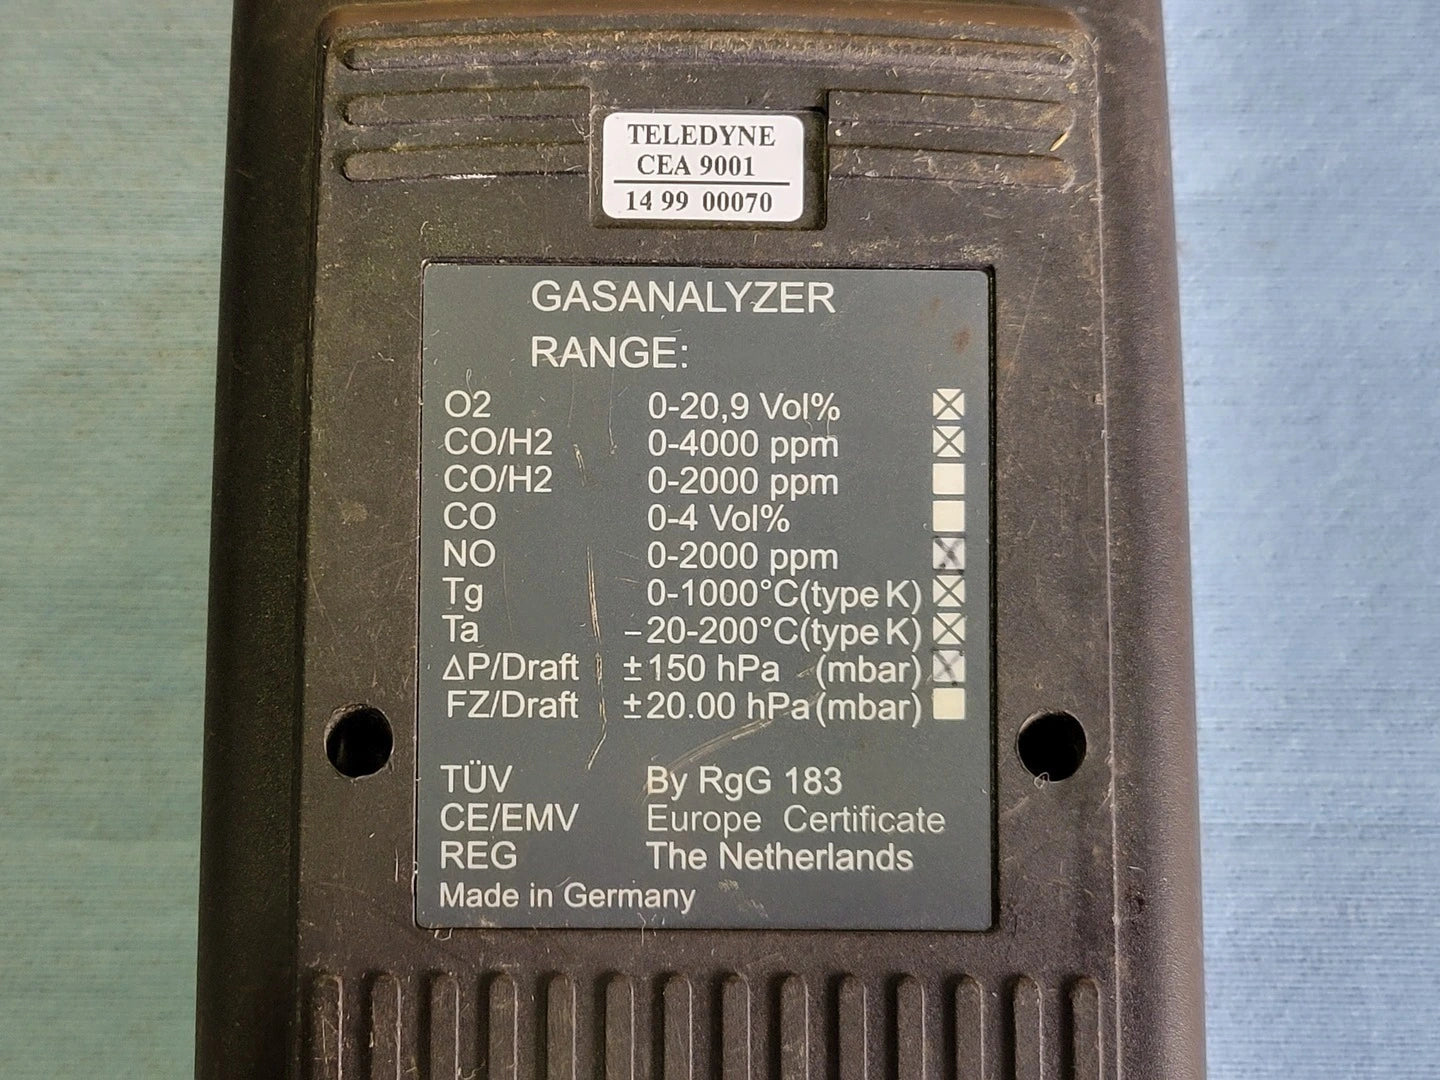 TELEDYNE
CEA 9001
14 99 00070
GASANALYZER
RANGE:
O2 0-20,9 Vol% ☒
CO/H2 0-4000 ppm ☒
CO/H2 0-2000 ppm ☐
CO 0-4 Vol% ☐
NO 0-2000 ppm ☒
Tg 0-1000°C(type K) ☒
Ta –20-200°C(type K) ☒
ΔP/Draft ±150 hPa (mbar) ☒
FZ/Draft ±20.00 hPa (mbar) ☐
TÜV By RgG 183
CE/EMV Europe Certificate
REG The Netherlands
Made in Germany